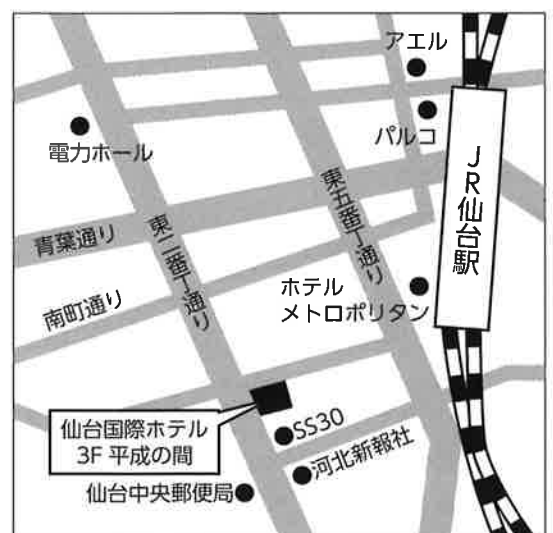 アエル
パルコ
電力ホール
JR仙台駅
東五番丁通り
青葉通り
東二番丁通り
南町通り
ホテル
メトロポリタン
仙台国際ホテル
3F 平成の間
SS30
河北新報社
仙台中央郵便局